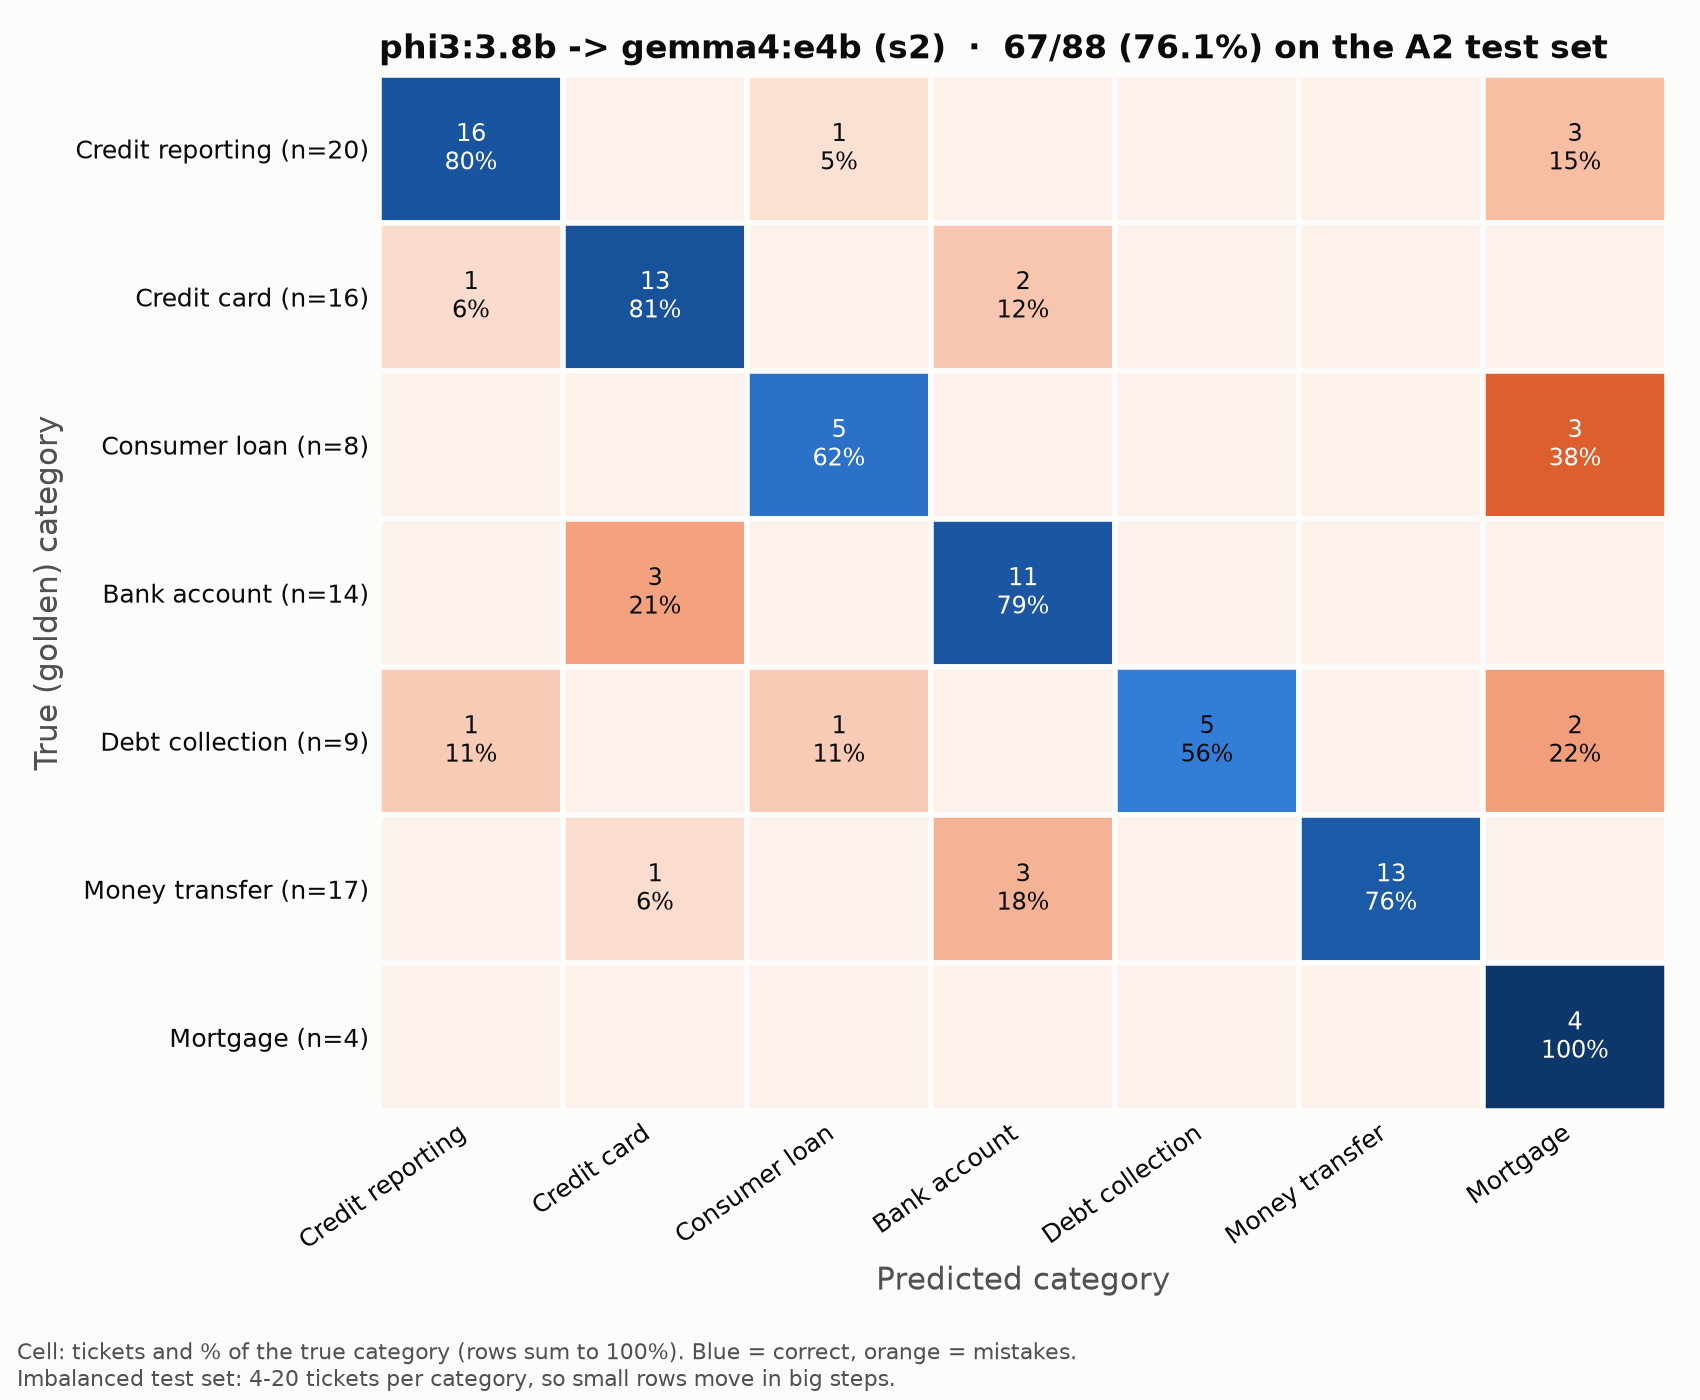 phi3:3.8b -> gemma4:e4b (s2)  ·  67/88 (76.1%) on the A2 test set
True (golden) category
Credit reporting (n=20)
16
80%
1
5%
3
15%
Credit card (n=16)
1
6%
13
81%
2
12%
Consumer loan (n=8)
5
62%
3
38%
Bank account (n=14)
3
21%
11
79%
Debt collection (n=9)
1
11%
1
11%
5
56%
2
22%
Money transfer (n=17)
1
6%
3
18%
13
76%
Mortgage (n=4)
4
100%
Credit reporting
Credit card
Consumer loan
Bank account
Debt collection
Money transfer
Mortgage
Predicted category
Cell: tickets and % of the true category (rows sum to 100%). Blue = correct, orange = mistakes.
Imbalanced test set: 4-20 tickets per category, so small rows move in big steps.